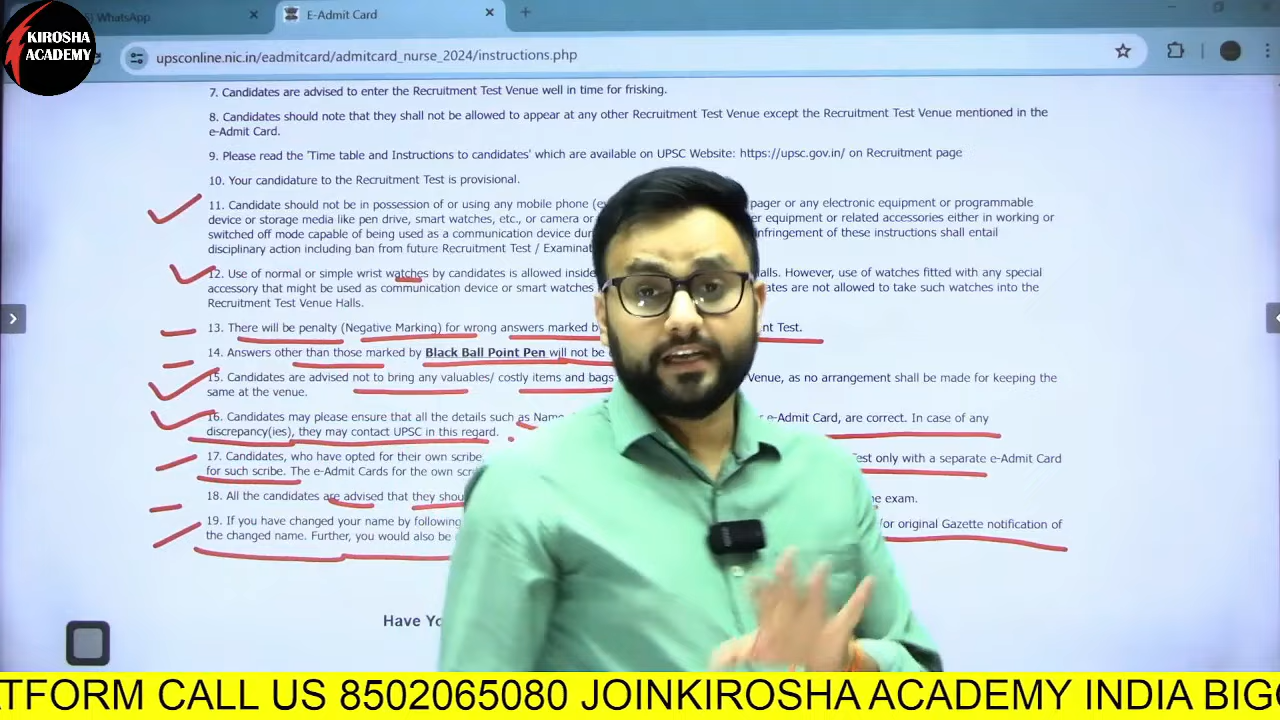 WhatsApp
E-Admit Card
KIROSHA
ACADEMY
upsconline.nic.in/eadmitcard/admitcard_nurse_2024/instructions.php
7. Candidates are advised to enter the Recruitment Test Venue well in time for frisking.
8. Candidates should note that they shall not be allowed to appear at any other Recruitment Test Venue except the Recruitment Test Venue mentioned in the
e-Admit Card.
9. Please read the 'Time table and Instructions to candidates' which are available on UPSC Website: https://upsc.gov.in/ on Recruitment page
10. Your candidature to the Recruitment Test is provisional.
11. Candidate should not be in possession of or using any mobile phone pager or any electronic equipment or programmable
device or storage media like pen drive, smart watches, etc., or camera or equipment or related accessories either in working or
switched off mode capable of being used as a communication device infringement of these instructions shall entail
disciplinary action including ban from future Recruitment Test /
12. Use of normal or simple wrist watches by candidates is allowed However, use of watches fitted with any special
accessory that might be used as communication device or smart watches are not allowed to take such watches into the
Recruitment Test Venue Halls.
13. There will be penalty (Negative Marking) for wrong answers marked Test.
14. Answers other than those marked by Black Ball Point Pen will not be
15. Candidates are advised not to bring any valuables/ costly items and bags Venue, as no arrangement shall be made for keeping the
same at the venue.
16. Candidates may please ensure that all the details such as Name e-Admit Card, are correct. In case of any
discrepancy(ies), they may contact UPSC in this regard.
17. Candidates, who have opted for their own scribe only with a separate e-Admit Card
for such scribe. The e-Admit Cards for the own
18. All the candidates are advised that they exam.
19. If you have changed your name by following for original Gazette notification of
the changed name. Further, you would also be
Have
ATFORM CALL US 8502065080 JOINKIROSHA ACADEMY INDIA BIGG